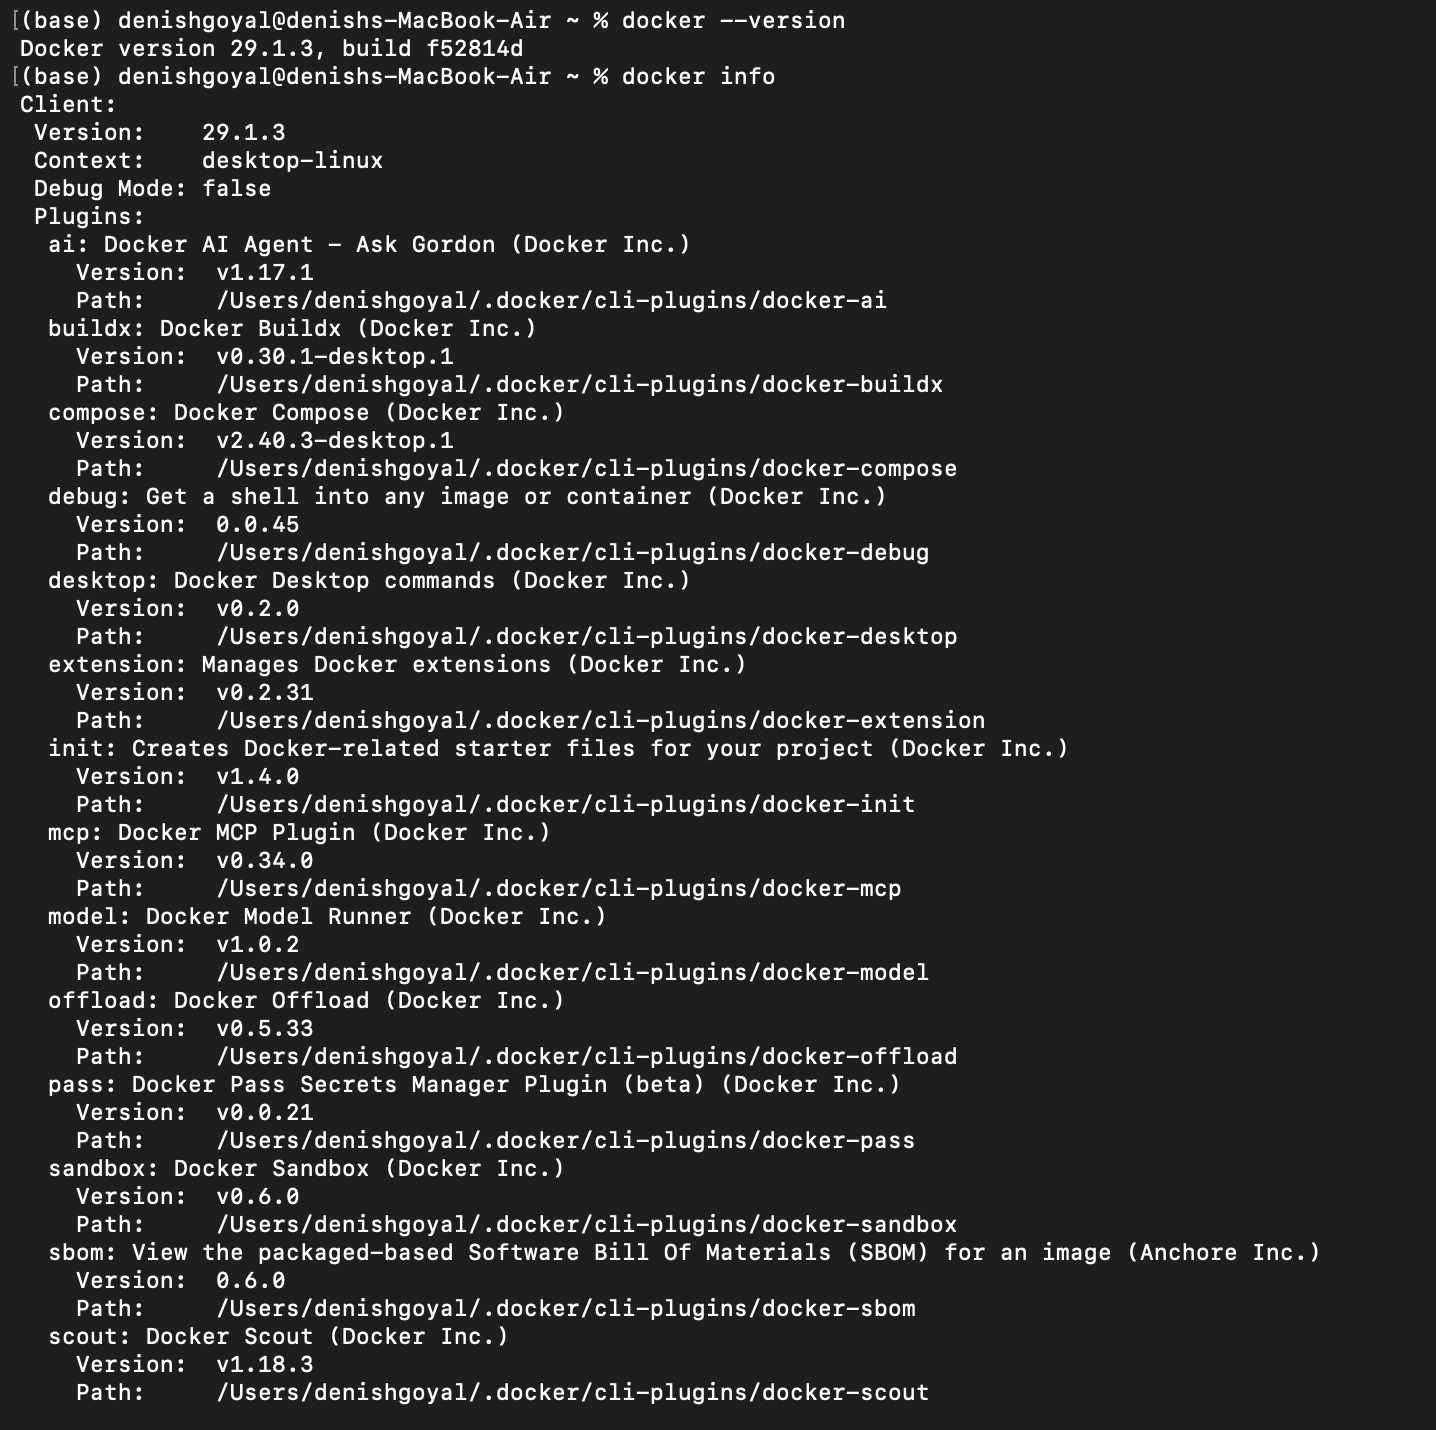 [(base) denishgoyal@denishs-MacBook-Air ~ % docker --version
Docker version 29.1.3, build f52814d
[(base) denishgoyal@denishs-MacBook-Air ~ % docker info
Client:
 Version:    29.1.3
 Context:    desktop-linux
 Debug Mode: false
 Plugins:
  ai: Docker AI Agent - Ask Gordon (Docker Inc.)
    Version:  v1.17.1
    Path:     /Users/denishgoyal/.docker/cli-plugins/docker-ai
  buildx: Docker Buildx (Docker Inc.)
    Version:  v0.30.1-desktop.1
    Path:     /Users/denishgoyal/.docker/cli-plugins/docker-buildx
  compose: Docker Compose (Docker Inc.)
    Version:  v2.40.3-desktop.1
    Path:     /Users/denishgoyal/.docker/cli-plugins/docker-compose
  debug: Get a shell into any image or container (Docker Inc.)
    Version:  0.0.45
    Path:     /Users/denishgoyal/.docker/cli-plugins/docker-debug
  desktop: Docker Desktop commands (Docker Inc.)
    Version:  v0.2.0
    Path:     /Users/denishgoyal/.docker/cli-plugins/docker-desktop
  extension: Manages Docker extensions (Docker Inc.)
    Version:  v0.2.31
    Path:     /Users/denishgoyal/.docker/cli-plugins/docker-extension
  init: Creates Docker-related starter files for your project (Docker Inc.)
    Version:  v1.4.0
    Path:     /Users/denishgoyal/.docker/cli-plugins/docker-init
  mcp: Docker MCP Plugin (Docker Inc.)
    Version:  v0.34.0
    Path:     /Users/denishgoyal/.docker/cli-plugins/docker-mcp
  model: Docker Model Runner (Docker Inc.)
    Version:  v1.0.2
    Path:     /Users/denishgoyal/.docker/cli-plugins/docker-model
  offload: Docker Offload (Docker Inc.)
    Version:  v0.5.33
    Path:     /Users/denishgoyal/.docker/cli-plugins/docker-offload
  pass: Docker Pass Secrets Manager Plugin (beta) (Docker Inc.)
    Version:  v0.0.21
    Path:     /Users/denishgoyal/.docker/cli-plugins/docker-pass
  sandbox: Docker Sandbox (Docker Inc.)
    Version:  v0.6.0
    Path:     /Users/denishgoyal/.docker/cli-plugins/docker-sandbox
  sbom: View the packaged-based Software Bill Of Materials (SBOM) for an image (Anchore Inc.)
    Version:  0.6.0
    Path:     /Users/denishgoyal/.docker/cli-plugins/docker-sbom
  scout: Docker Scout (Docker Inc.)
    Version:  v1.18.3
    Path:     /Users/denishgoyal/.docker/cli-plugins/docker-scout